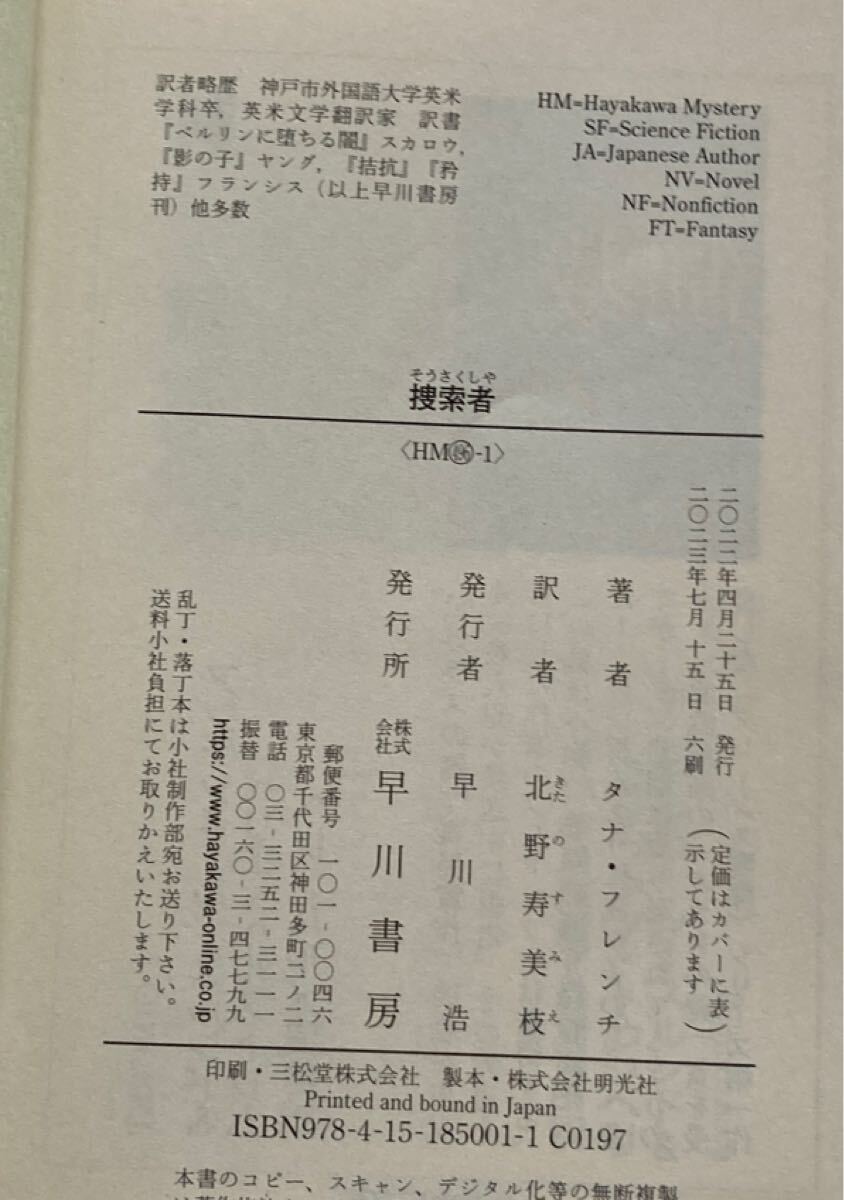 訳者略歴　神戸市外国語大学英米
学科卒，英米文学翻訳家　訳書
『ベルリンに堕ちる闇』スカロウ，
『影の子』ヤング，『拮抗』『矜
持』フランシス（以上早川書房
刊）他多数
HM=Hayakawa Mystery
SF=Science Fiction
JA=Japanese Author
NV=Novel
NF=Nonfiction
FT=Fantasy
そうさくしや
捜索者
〈HM-1〉
二〇二二年四月二十五日　発行
二〇二三年七月十五日　六刷
（定価はカバーに表
示してあります）
著者　タナ・フレンチ
訳者　北野寿美枝
きたのすみえ
発行者　早川浩
発行所　株式会社　早川書房
郵便番号　一〇一‐〇〇四六
東京都千代田区神田多町二ノ二
電話　〇三‐三二五二‐三一一一
振替　〇〇一六〇‐三‐四七七九九
https://www.hayakawa-online.co.jp
乱丁・落丁本は小社制作部宛お送り下さい。
送料小社負担にてお取りかえいたします。
印刷・三松堂株式会社　製本・株式会社明光社
Printed and bound in Japan
ISBN978-4-15-185001-1 C0197
本書のコピー、スキャン、デジタル化等の無断複製